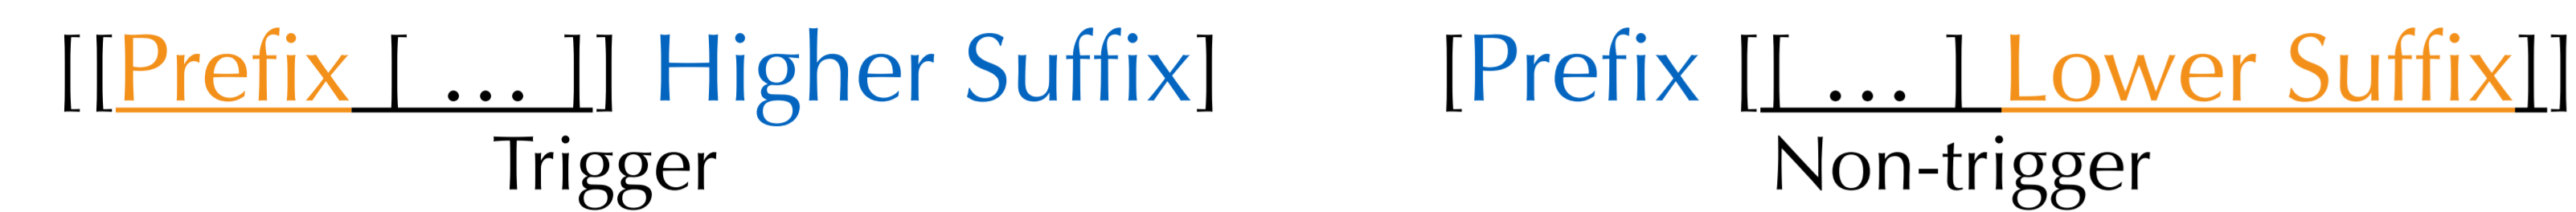 [[Prefix [ ... ]] Higher Suffix] [Prefix [[ ... ] Lower Suffix]]
Trigger Non-trigger